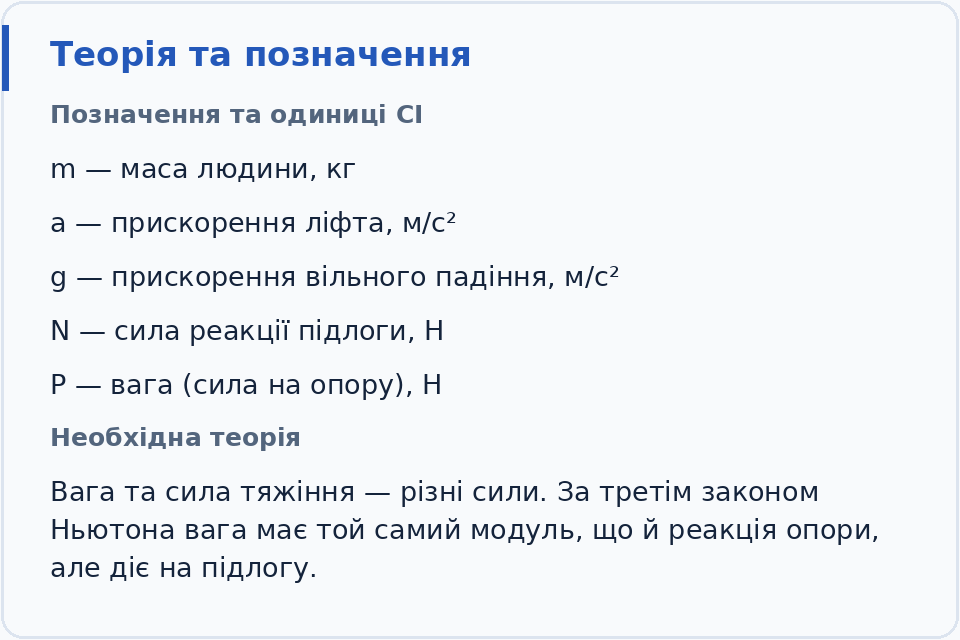 Теорія та позначення
Позначення та одиниці СІ
m — маса людини, кг
a — прискорення ліфта, м/с²
g — прискорення вільного падіння, м/с²
N — сила реакції підлоги, Н
P — вага (сила на опору), Н
Необхідна теорія
Вага та сила тяжіння — різні сили. За третім законом
Ньютона вага має той самий модуль, що й реакція опори,
але діє на підлогу.